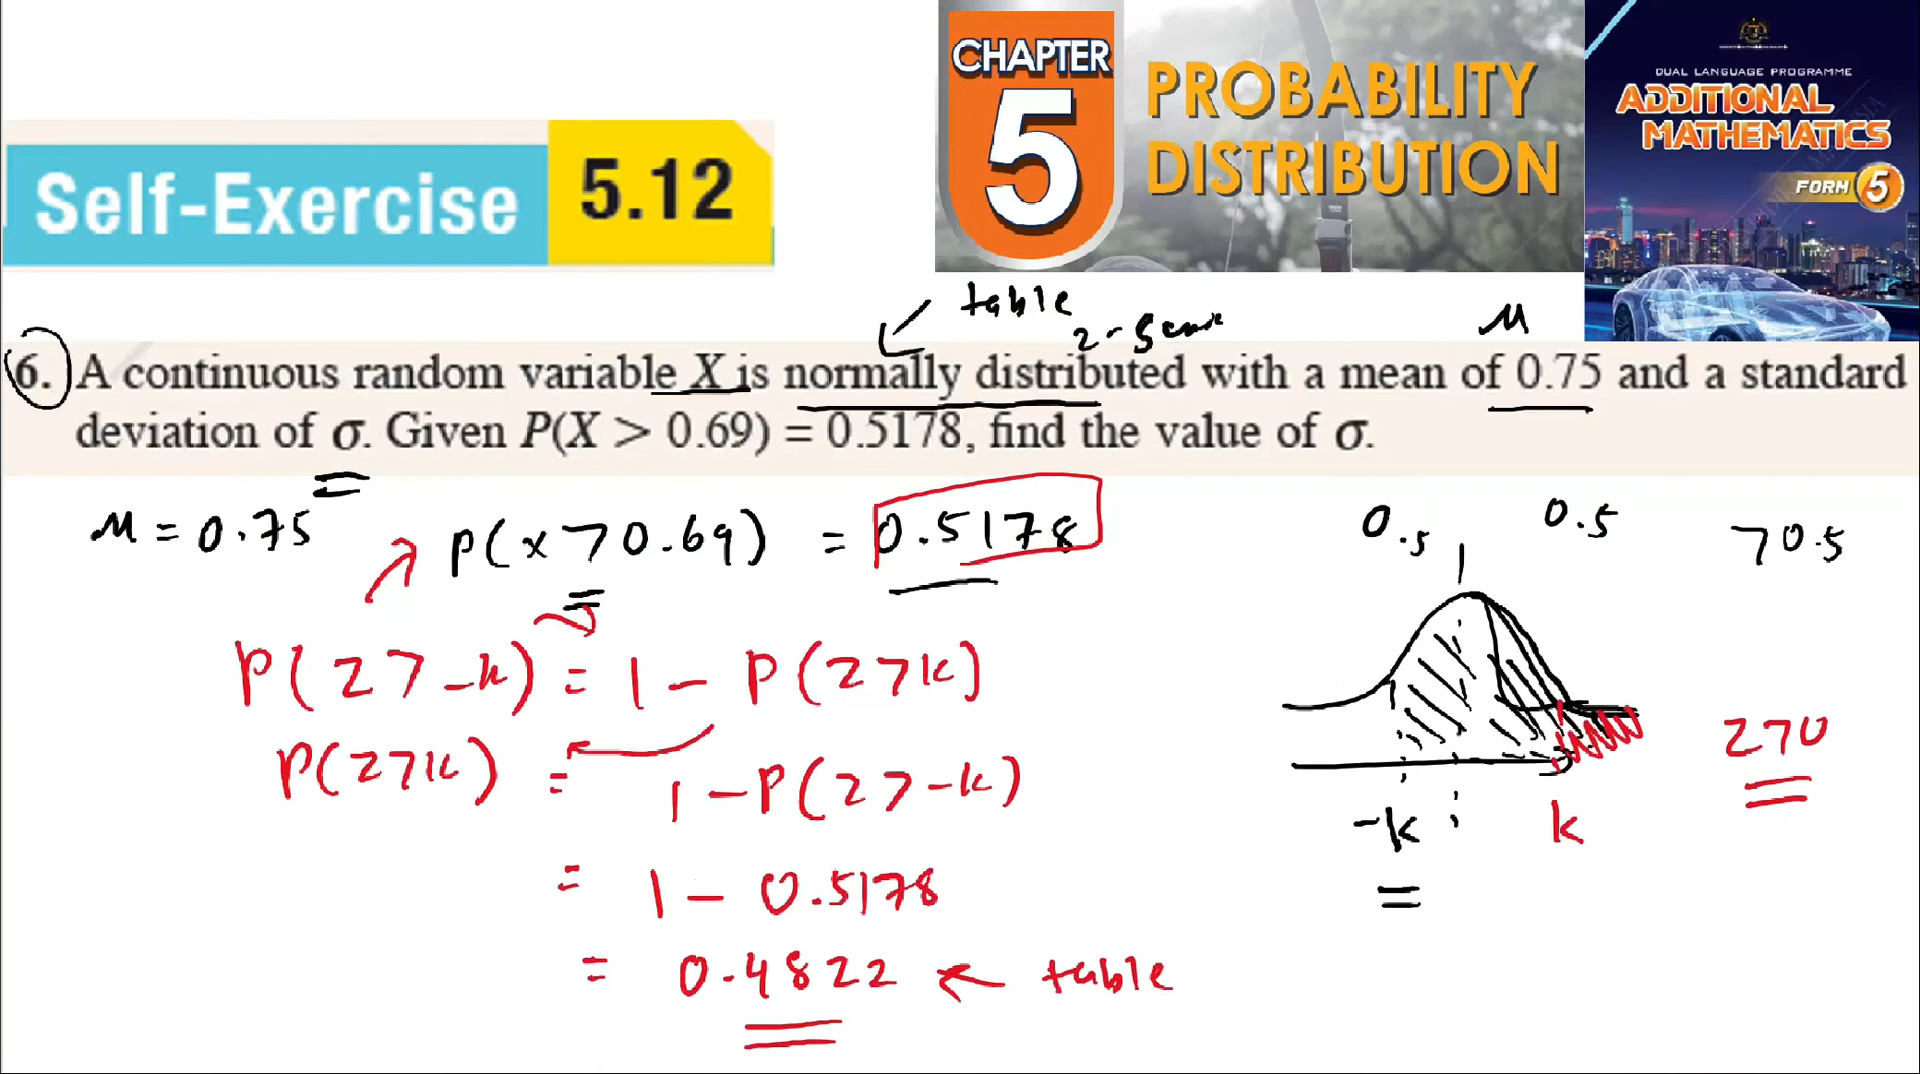 CHAPTER
5
PROBABILITY
DISTRIBUTION
DUAL LANGUAGE PROGRAMME
ADDITIONAL
MATHEMATICS
FORM 5
Self-Exercise 5.12
table
z-score
μ
6. A continuous random variable X is normally distributed with a mean of 0.75 and a standard
deviation of σ. Given P(X > 0.69) = 0.5178, find the value of σ.
μ = 0.75 P(x > 0.69) = 0.5178
0.5 0.5 > 0.5
P(z > -k) = 1 - P(z > k)
P(z > k) = 1 - P(z > -k)
z > 0
-k k
= 1 - 0.5178
= 0.4822 ← table